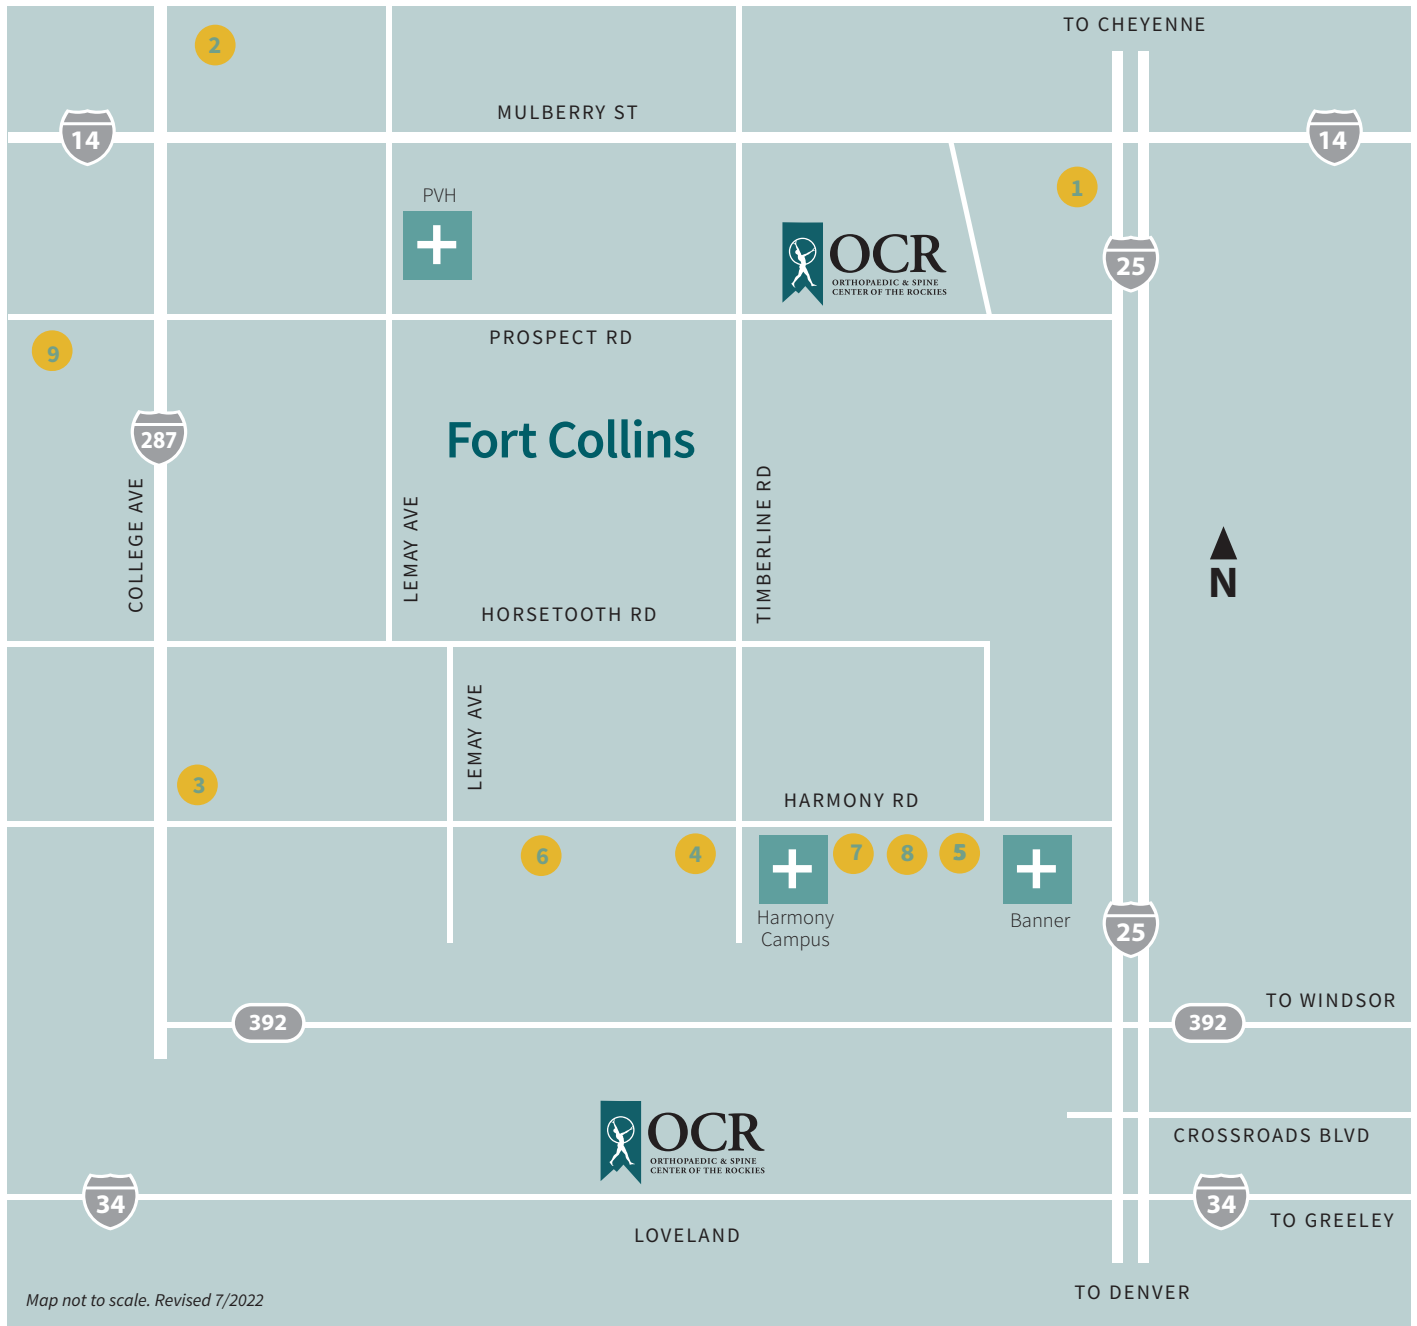 TO CHEYENNE
2
MULBERRY ST
14
14
1
PVH
OCR
ORTHOPAEDIC & SPINE
CENTER OF THE ROCKIES
25
PROSPECT RD
9
Fort Collins
287
COLLEGE AVE
LEMAY AVE
TIMBERLINE RD
N
HORSETOOTH RD
LEMAY AVE
3
HARMONY RD
6
4
7
8
5
Harmony
Campus
Banner
25
TO WINDSOR
392
392
OCR
ORTHOPAEDIC & SPINE
CENTER OF THE ROCKIES
CROSSROADS BLVD
34
34
TO GREELEY
LOVELAND
TO DENVER
Map not to scale. Revised 7/2022